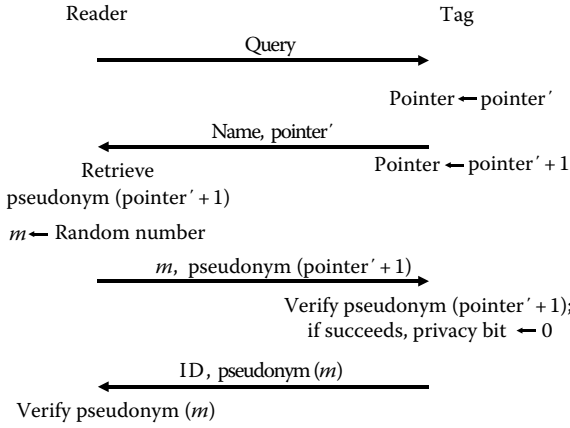 Reader
Tag
Query
Pointer ← pointer′
Name, pointer′
Retrieve
pseudonym (pointer′ + 1)
Pointer ← pointer′ + 1
m ← Random number
m, pseudonym (pointer′ + 1)
Verify pseudonym (pointer′ + 1);
if succeeds, privacy bit ← 0
ID, pseudonym (m)
Verify pseudonym (m)